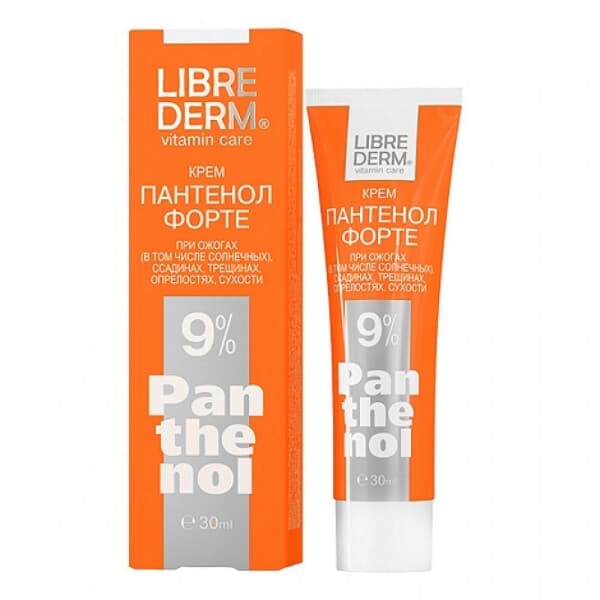 LIBRE
DERM®
vitamin care
КРЕМ
ПАНТЕНОЛ
ФОРТЕ
ПРИ ОЖОГАХ
(В ТОМ ЧИСЛЕ СОЛНЕЧНЫХ),
ССАДИНАХ, ТРЕЩИНАХ,
ОПРЕЛОСТЯХ, СУХОСТИ
9%
Pan
the
nol
℮ 30ml
LIBRE
DERM®
vitamin care
КРЕМ
ПАНТЕНОЛ
ФОРТЕ
ПРИ ОЖОГАХ
(В ТОМ ЧИСЛЕ СОЛНЕЧНЫХ),
ССАДИНАХ, ТРЕЩИНАХ,
ОПРЕЛОСТЯХ, СУХОСТИ
9%
Pan
the
nol
℮ 30ml